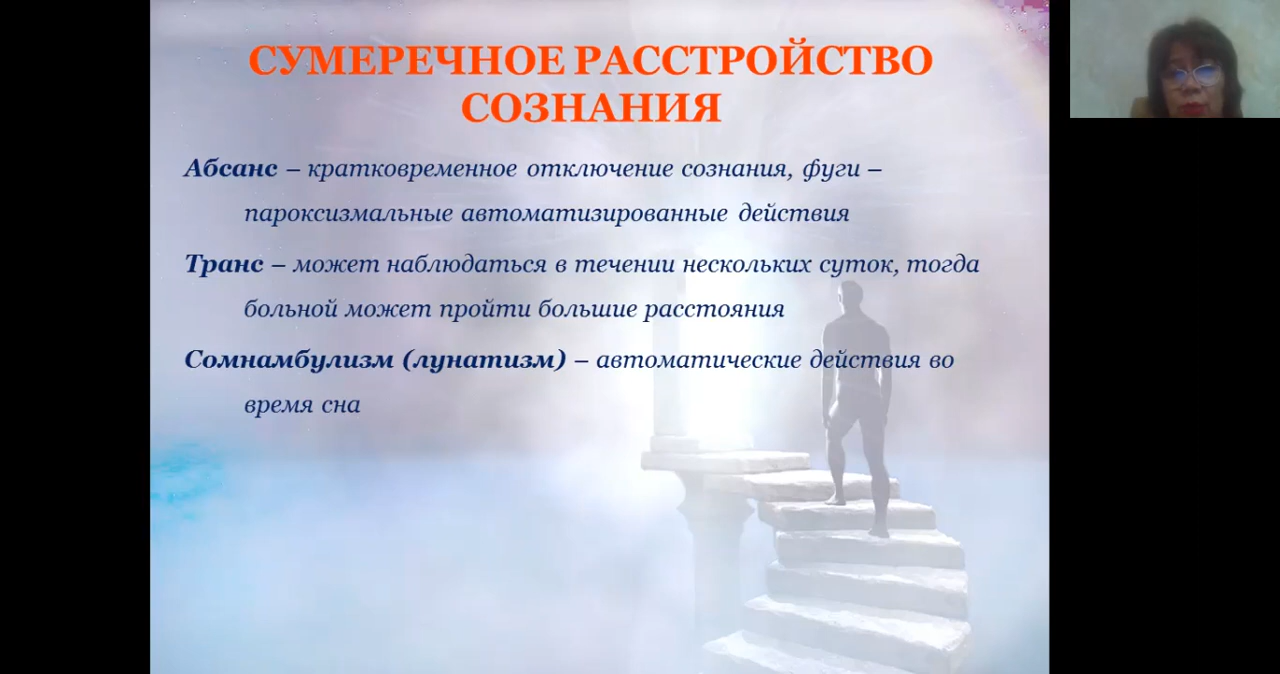 СУМЕРЕЧНОЕ РАССТРОЙСТВО
СОЗНАНИЯ
Абсанс – кратковременное отключение сознания, фуги –
пароксизмальные автоматизированные действия
Транс – может наблюдаться в течении нескольких суток, тогда
больной может пройти большие расстояния
Сомнамбулизм (лунатизм) – автоматические действия во
время сна